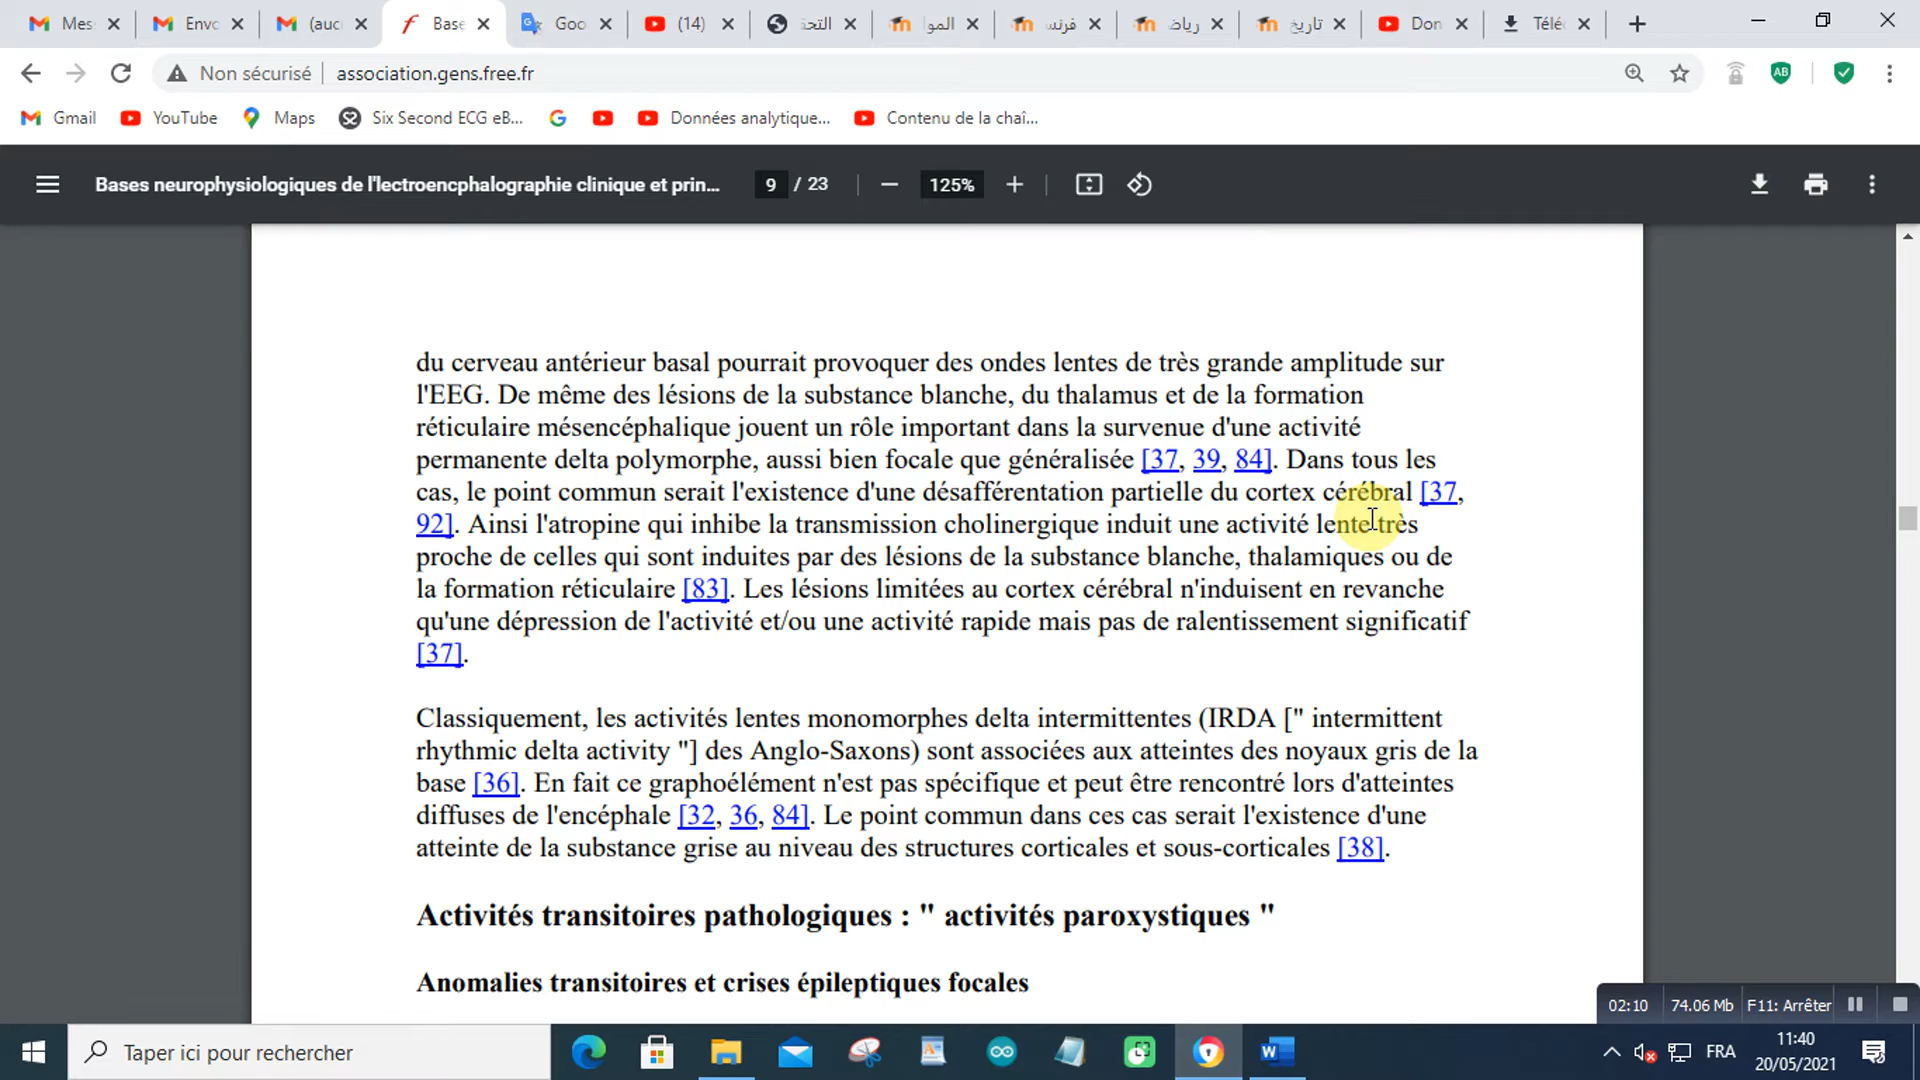 Mes
Envo
(auc
Base
Goo
(14)
التحد
الموا
فرنس
رياض
تاريخ
Don
Télé
Non sécurisé
association.gens.free.fr
AB
Gmail
YouTube
Maps
Six Second ECG eB...
Données analytique...
Contenu de la chaî...
Bases neurophysiologiques de l'lectroencphalographie clinique et prin...
9 / 23
125%
du cerveau antérieur basal pourrait provoquer des ondes lentes de très grande amplitude sur
l'EEG. De même des lésions de la substance blanche, du thalamus et de la formation
réticulaire mésencéphalique jouent un rôle important dans la survenue d'une activité
permanente delta polymorphe, aussi bien focale que généralisée [37, 39, 84]. Dans tous les
cas, le point commun serait l'existence d'une désafférentation partielle du cortex cérébral [37,
92]. Ainsi l'atropine qui inhibe la transmission cholinergique induit une activité lente très
proche de celles qui sont induites par des lésions de la substance blanche, thalamiques ou de
la formation réticulaire [83]. Les lésions limitées au cortex cérébral n'induisent en revanche
qu'une dépression de l'activité et/ou une activité rapide mais pas de ralentissement significatif
[37].
Classiquement, les activités lentes monomorphes delta intermittentes (IRDA [" intermittent
rhythmic delta activity "] des Anglo-Saxons) sont associées aux atteintes des noyaux gris de la
base [36]. En fait ce graphoélément n'est pas spécifique et peut être rencontré lors d'atteintes
diffuses de l'encéphale [32, 36, 84]. Le point commun dans ces cas serait l'existence d'une
atteinte de la substance grise au niveau des structures corticales et sous-corticales [38].
Activités transitoires pathologiques : " activités paroxystiques "
Anomalies transitoires et crises épileptiques focales
02:10
74.06 Mb
F11: Arrêter
Taper ici pour rechercher
FRA
11:40
20/05/2021